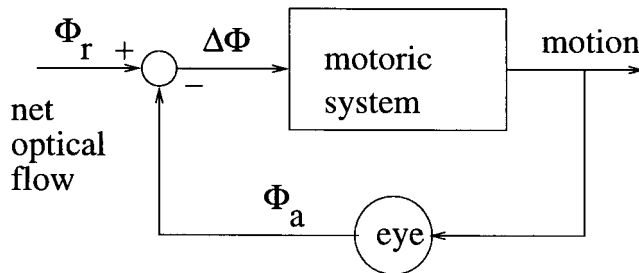 Φr + ΔΦ
−
motoric
system
motion
net
optical
flow
Φa
eye